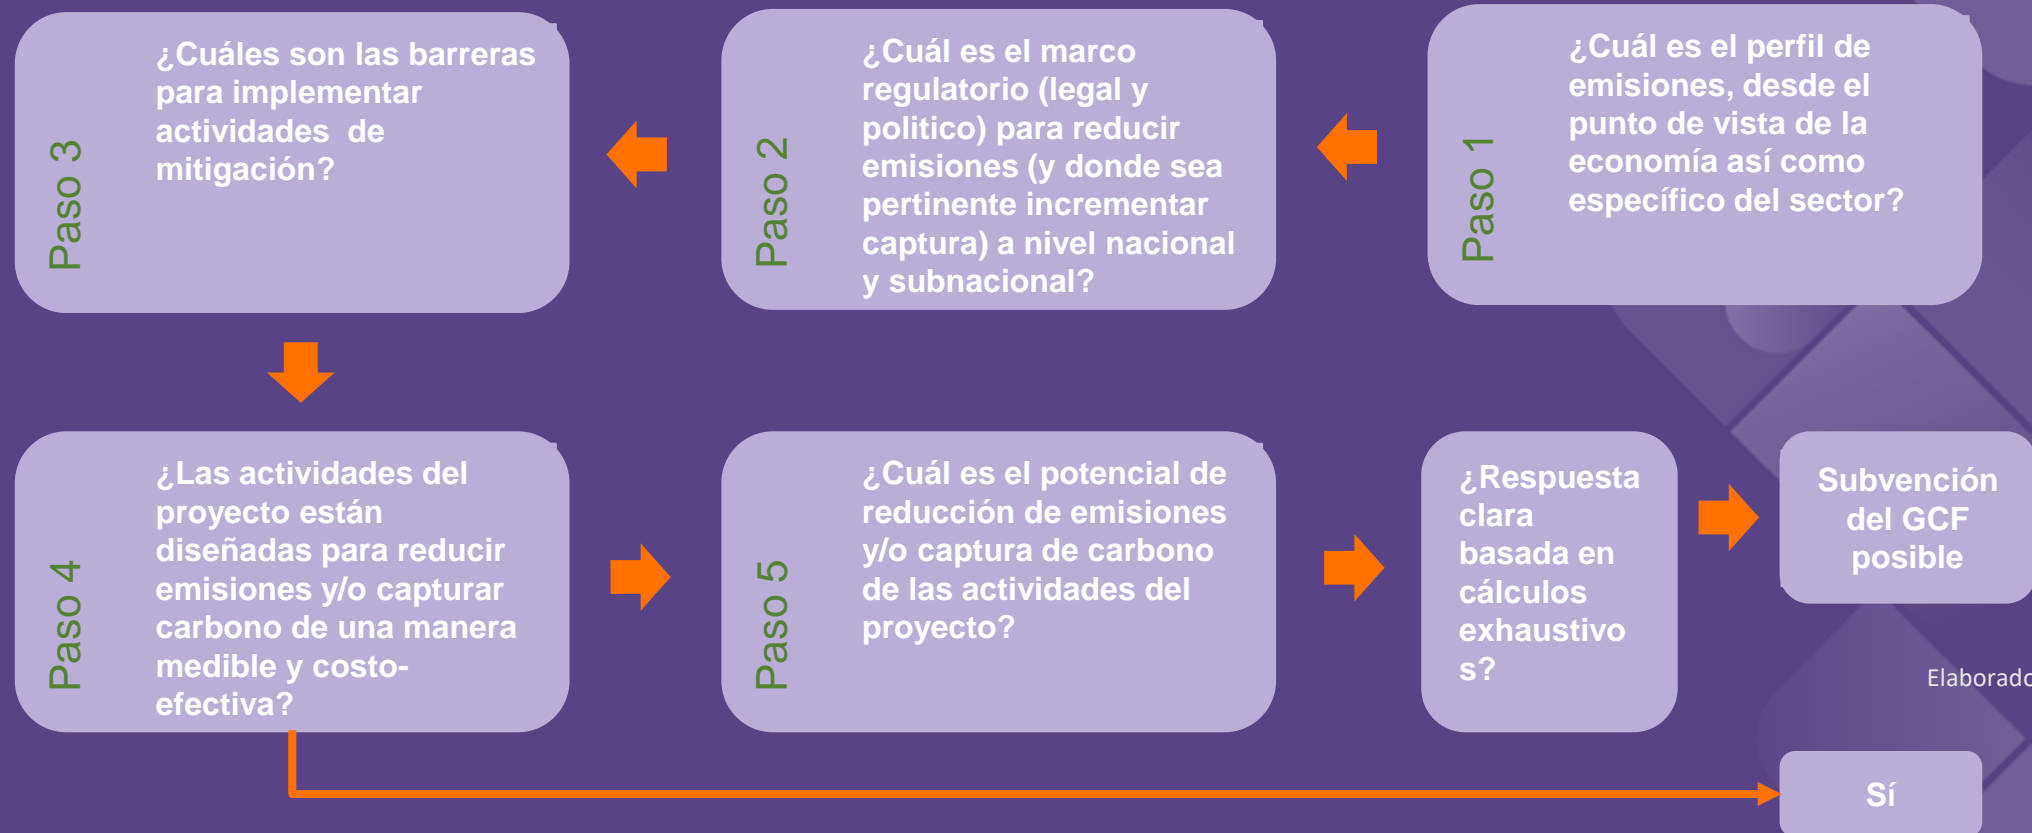 Paso 1
¿Cuál es el perfil de
emisiones, desde el
punto de vista de la
economía así como
específico del sector?
Paso 2
¿Cuál es el marco
regulatorio (legal y
politico) para reducir
emisiones (y donde sea
pertinente incrementar
captura) a nivel nacional
y subnacional?
Paso 3
¿Cuáles son las barreras
para implementar
actividades de
mitigación?
Paso 4
¿Las actividades del
proyecto están
diseñadas para reducir
emisiones y/o capturar
carbono de una manera
medible y costo-
efectiva?
Paso 5
¿Cuál es el potencial de
reducción de emisiones
y/o captura de carbono
de las actividades del
proyecto?
¿Respuesta
clara
basada en
cálculos
exhaustivo
s?
Subvención
del GCF
posible
Elaborado
Sí